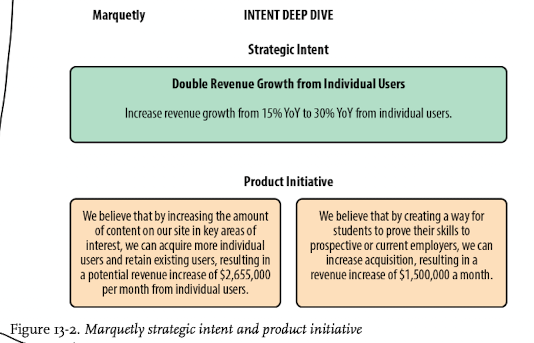 Marquetly INTENT DEEP DIVE
Strategic Intent
Double Revenue Growth from Individual Users
Increase revenue growth from 15% YoY to 30% YoY from individual users.
Product Initiative
We believe that by increasing the amount
of content on our site in key areas of
interest, we can acquire more individual
users and retain existing users, resulting in
a potential revenue increase of $2,655,000
per month from individual users.
We believe that by creating a way for
students to prove their skills to
prospective or current employers, we can
increase acquisition, resulting in a
revenue increase of $1,500,000 a month.
Figure 13-2. Marquetly strategic intent and product initiative